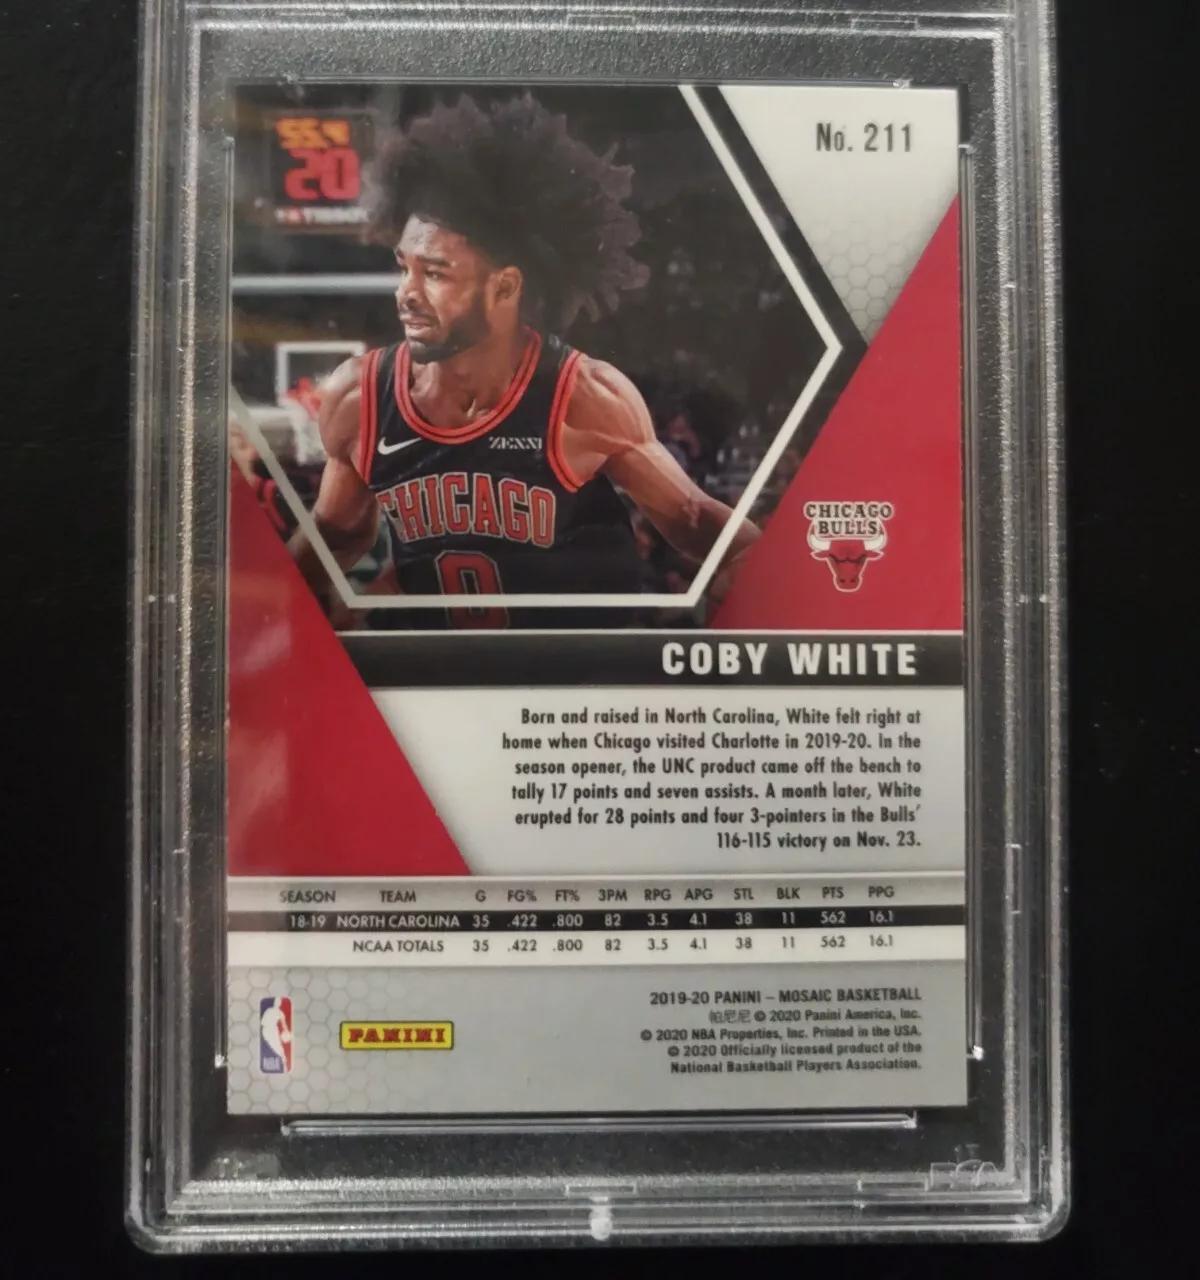 No. 211
20
ZENNI
CHICAGO
0
CHICAGO
BULLS
COBY WHITE
Born and raised in North Carolina, White felt right at
home when Chicago visited Charlotte in 2019-20. In the
season opener, the UNC product came off the bench to
tally 17 points and seven assists. A month later, White
erupted for 28 points and four 3-pointers in the Bulls'
116-115 victory on Nov. 23.
SEASON TEAM G FG% FT% 3PM RPG APG STL BLK PTS PPG
18-19 NORTH CAROLINA 35 .422 .800 82 3.5 4.1 38 11 562 16.1
NCAA TOTALS 35 .422 .800 82 3.5 4.1 38 11 562 16.1
2019-20 PANINI – MOSAIC BASKETBALL
帕尼尼 © 2020 Panini America, Inc.
© 2020 NBA Properties, Inc. Printed in the USA.
© 2020 Officially licensed product of the
National Basketball Players Association.
NBA
PANINI
PSA